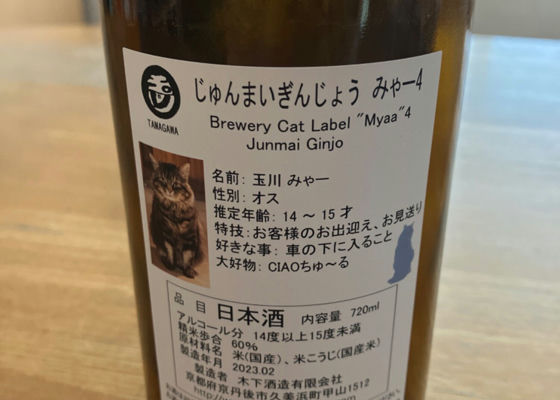 じゅんまいぎんじょう みゃー4
TAMAGAWA
Brewery Cat Label "Myaa"4
Junmai Ginjo
名前: 玉川 みゃー
性別: オス
推定年齢: 14 ～ 15 才
特技: お客様のお出迎え、お見送り
好きな事: 車の下に入ること
大好物: CIAOちゅ～る
品 目 日本酒 内容量 720ml
アルコール分 14度以上15度未満
精米歩合 60%
原材料名 米(国産)、米こうじ(国産米)
製造年月 2023.02
製造者 木下酒造有限会社
京都府京丹後市久美浜町甲山1512